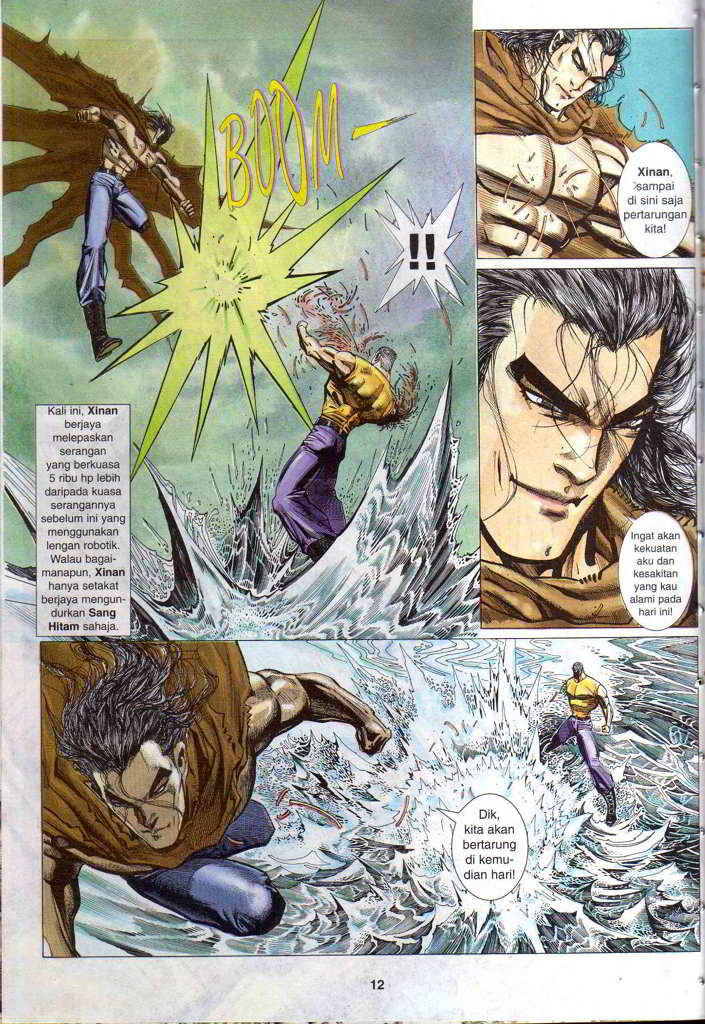 BOOM
!!
Kali ini, Xinan
berjaya
melepaskan
serangan
yang berkuasa
5 ribu hp lebih
daripada kuasa
serangannya
sebelum ini yang
menggunakan
lengan robotik.
Walau bagai-
manapun, Xinan
hanya setakat
berjaya mengun-
durkan Sang
Hitam sahaja.
Xinan,
sampai
di sini saja
pertarungan
kita!
Ingat akan
kekuatan
aku dan
kesakitan
yang kau
alami pada
hari ini!
Dik,
kita akan
bertarung
di kemu-
dian hari!
12